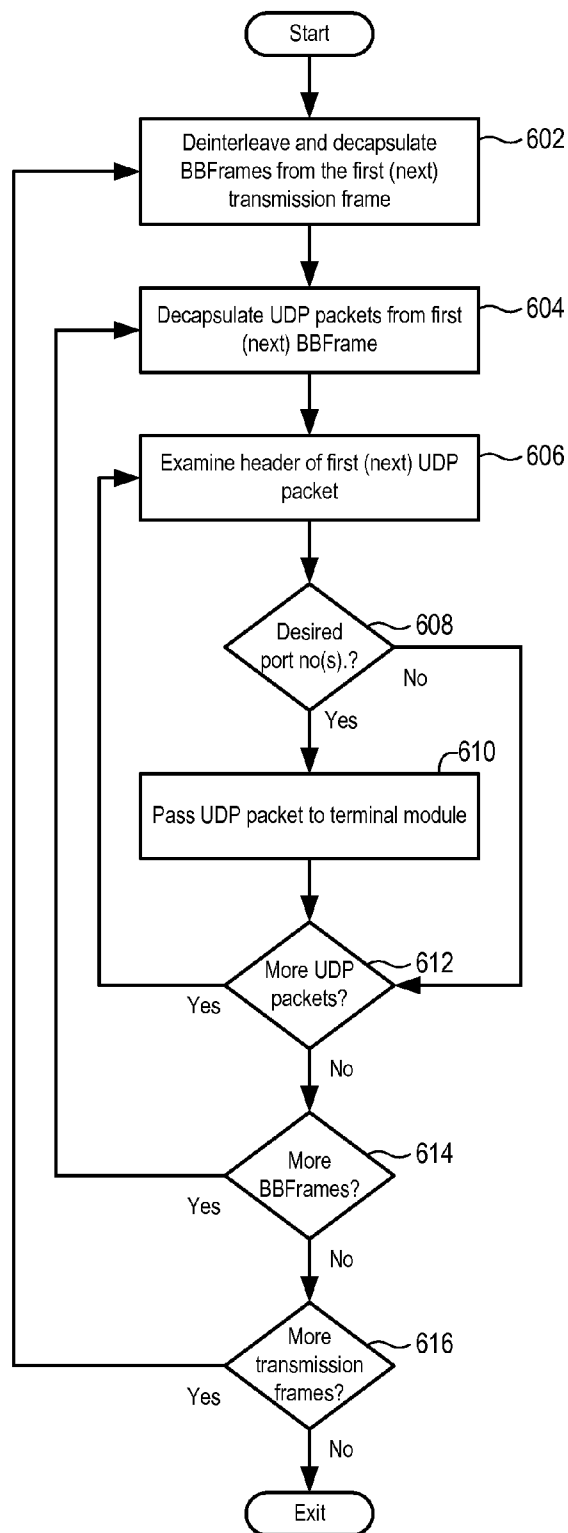 Start
Deinterleave and decapsulate
BBFrames from the first (next)
transmission frame
602
Decapsulate UDP packets from first
(next) BBFrame
604
Examine header of first (next) UDP
packet
606
Desired
port no(s).?
608
No
Yes
610
Pass UDP packet to terminal module
More UDP
packets?
612
Yes
No
More
BBFrames?
614
Yes
No
More
transmission
frames?
616
Yes
No
Exit